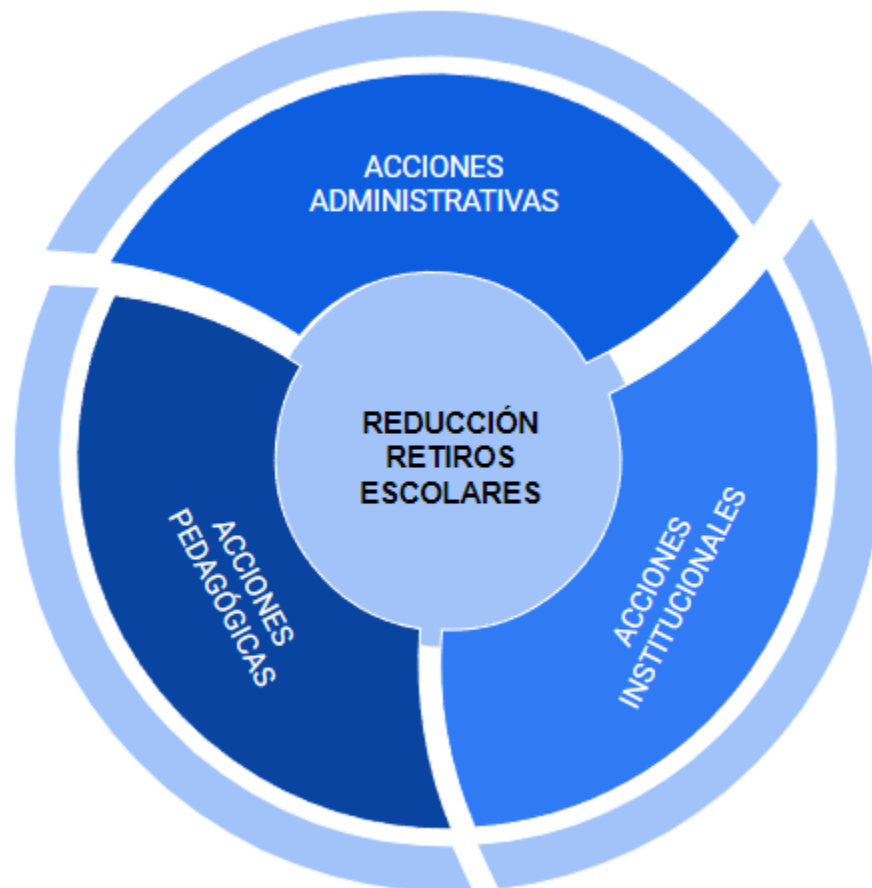 ACCIONES
ADMINISTRATIVAS
REDUCCIÓN
RETIROS
ESCOLARES
ACCIONES
PEDAGÓGICAS
ACCIONES
INSTITUCIONALES